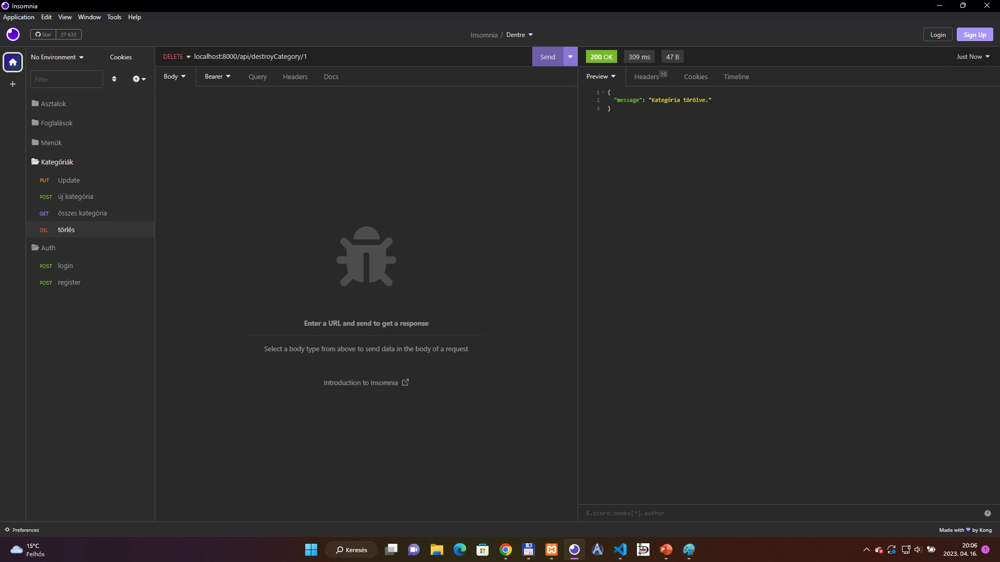 Insomnia
Application Edit View Window Tools Help
Star 27 632
Insomnia / Dentre
Login Sign Up
No Environment Cookies
Filter
Asztalok
Foglalások
Menük
Kategóriák
PUT Update
POST új kategória
GET összes kategória
DEL törlés
Auth
POST login
POST register
DELETE localhost:8000/api/destroyCategory/1 Send
Body Bearer Query Headers Docs
Enter a URL and send to get a response
Select a body type from above to send data in the body of a request
Introduction to Insomnia
200 OK 309 ms 47 B Just Now
Preview Headers 10 Cookies Timeline
1 {
2 "message": "Kategória törölve."
3 }
$.store.books[*].author
Preferences
Made with by Kong
15°C
Felhős
Keresés
20:06
2023. 04. 16.
1